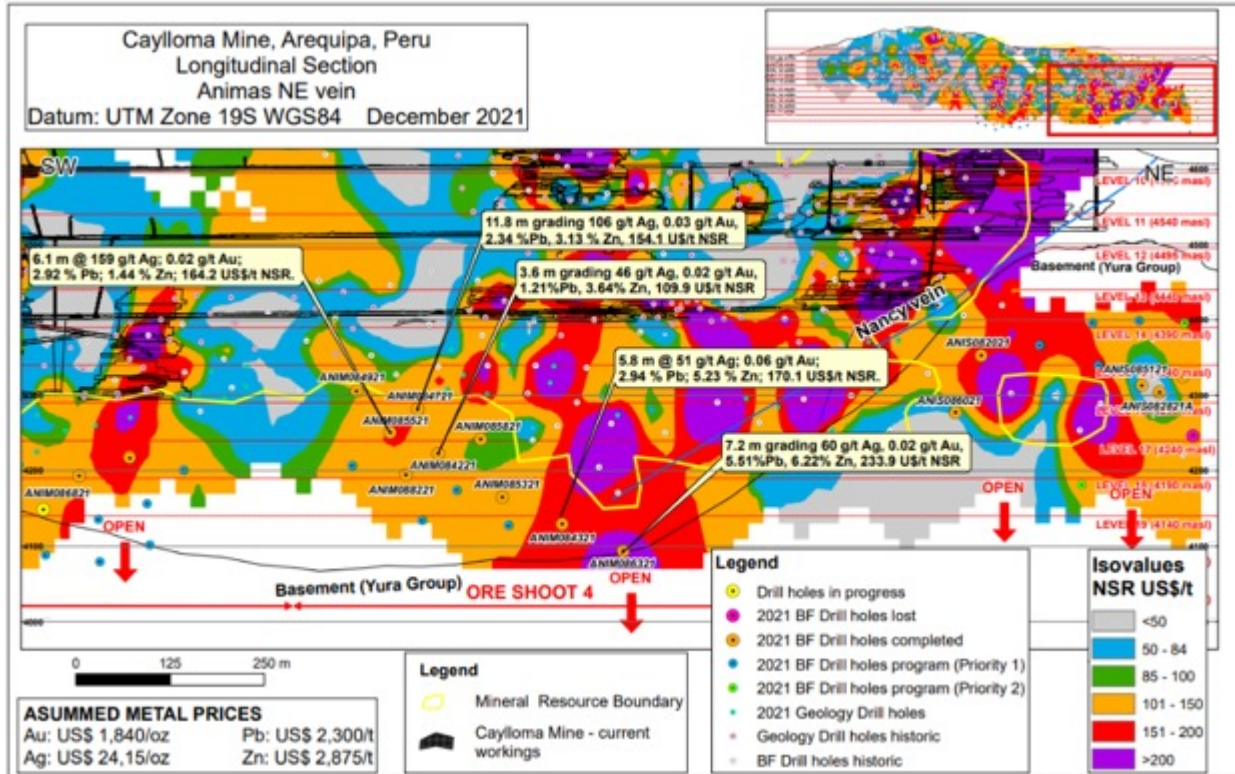 Caylloma Mine, Arequipa, Peru
Longitudinal Section
Animas NE vein
Datum: UTM Zone 19S WGS84 December 2021
SW
NE
LEVEL 11 (4540 masl)
LEVEL 12 (4495 masl)
Basement (Yura Group)
11.8 m grading 106 g/t Ag, 0.03 g/t Au,
2.34 %Pb, 3.13 % Zn, 154.1 U$/t NSR
6.1 m @ 159 g/t Ag; 0.02 g/t Au;
2.92 % Pb; 1.44 % Zn; 164.2 US$/t NSR.
3.6 m grading 46 g/t Ag, 0.02 g/t Au,
1.21%Pb, 3.64% Zn, 109.9 U$/t NSR
Nancy vein
LEVEL 14 (4390 masl)
5.8 m @ 51 g/t Ag; 0.06 g/t Au;
2.94 % Pb; 5.23 % Zn; 170.1 US$/t NSR.
ANIS082021
ANIM084921
ANIM084721
ANIS085121
ANIS082821A
ANIS086021
ANIM085521
ANIM085821
7.2 m grading 60 g/t Ag, 0.02 g/t Au,
5.51%Pb, 6.22% Zn, 233.9 U$/t NSR
LEVEL 17 (4240 masl)
ANIM084221
ANIM088221
ANIM086821
ANIM085321
LEVEL 18 (4190 masl)
OPEN
OPEN
OPEN
LEVEL 19 (4140 masl)
ANIM084321
ANIM086321
OPEN
Basement (Yura Group)
ORE SHOOT 4
4600
4500
4300
4200
4100
4000
4200
4100
0 125 250 m
ASUMMED METAL PRICES
Au: US$ 1,840/oz Pb: US$ 2,300/t
Ag: US$ 24,15/oz Zn: US$ 2,875/t
Legend
Mineral Resource Boundary
Caylloma Mine - current
workings
Legend
Drill holes in progress
2021 BF Drill holes lost
2021 BF Drill holes completed
2021 BF Drill holes program (Priority 1)
2021 BF Drill holes program (Priority 2)
2021 Geology Drill holes
Geology Drill holes historic
BF Drill holes historic
Isovalues
NSR US$/t
<50
50 - 84
85 - 100
101 - 150
151 - 200
>200